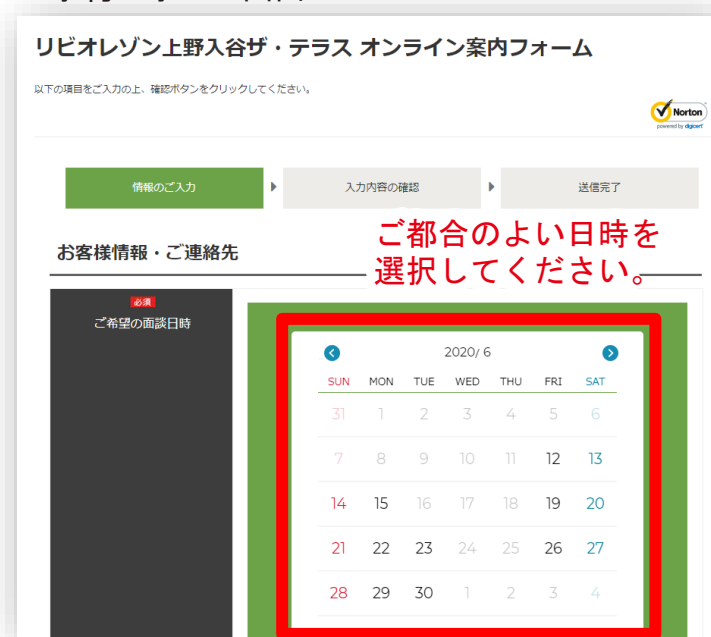 リビオレゾン上野入谷ザ・テラス オンライン案内フォーム
以下の項目をご入力の上、確認ボタンをクリックしてください。
Norton
powered by digicert
情報のご入力
入力内容の確認
送信完了
ご都合のよい日時を
選択してください。
お客様情報・ご連絡先
必須
ご希望の面談日時
2020/ 6
SUN MON TUE WED THU FRI SAT
31 1 2 3 4 5 6
7 8 9 10 11 12 13
14 15 16 17 18 19 20
21 22 23 24 25 26 27
28 29 30 1 2 3 4